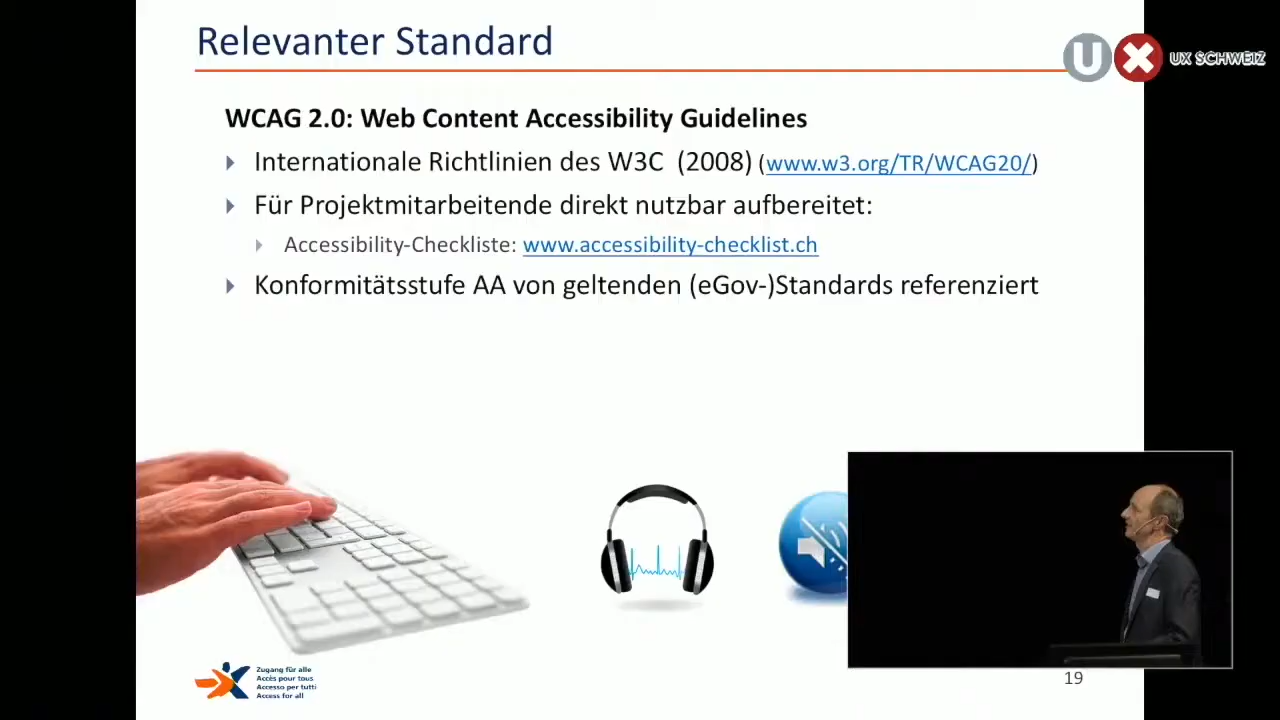 Relevanter Standard
UX SCHWEIZ
WCAG 2.0: Web Content Accessibility Guidelines
Internationale Richtlinien des W3C (2008) (www.w3.org/TR/WCAG20/)
Für Projektmitarbeitende direkt nutzbar aufbereitet:
Accessibility-Checkliste: www.accessibility-checklist.ch
Konformitätsstufe AA von geltenden (eGov-)Standards referenziert
Zugang für alle
Accès pour tous
Accesso per tutti
Access for all
19